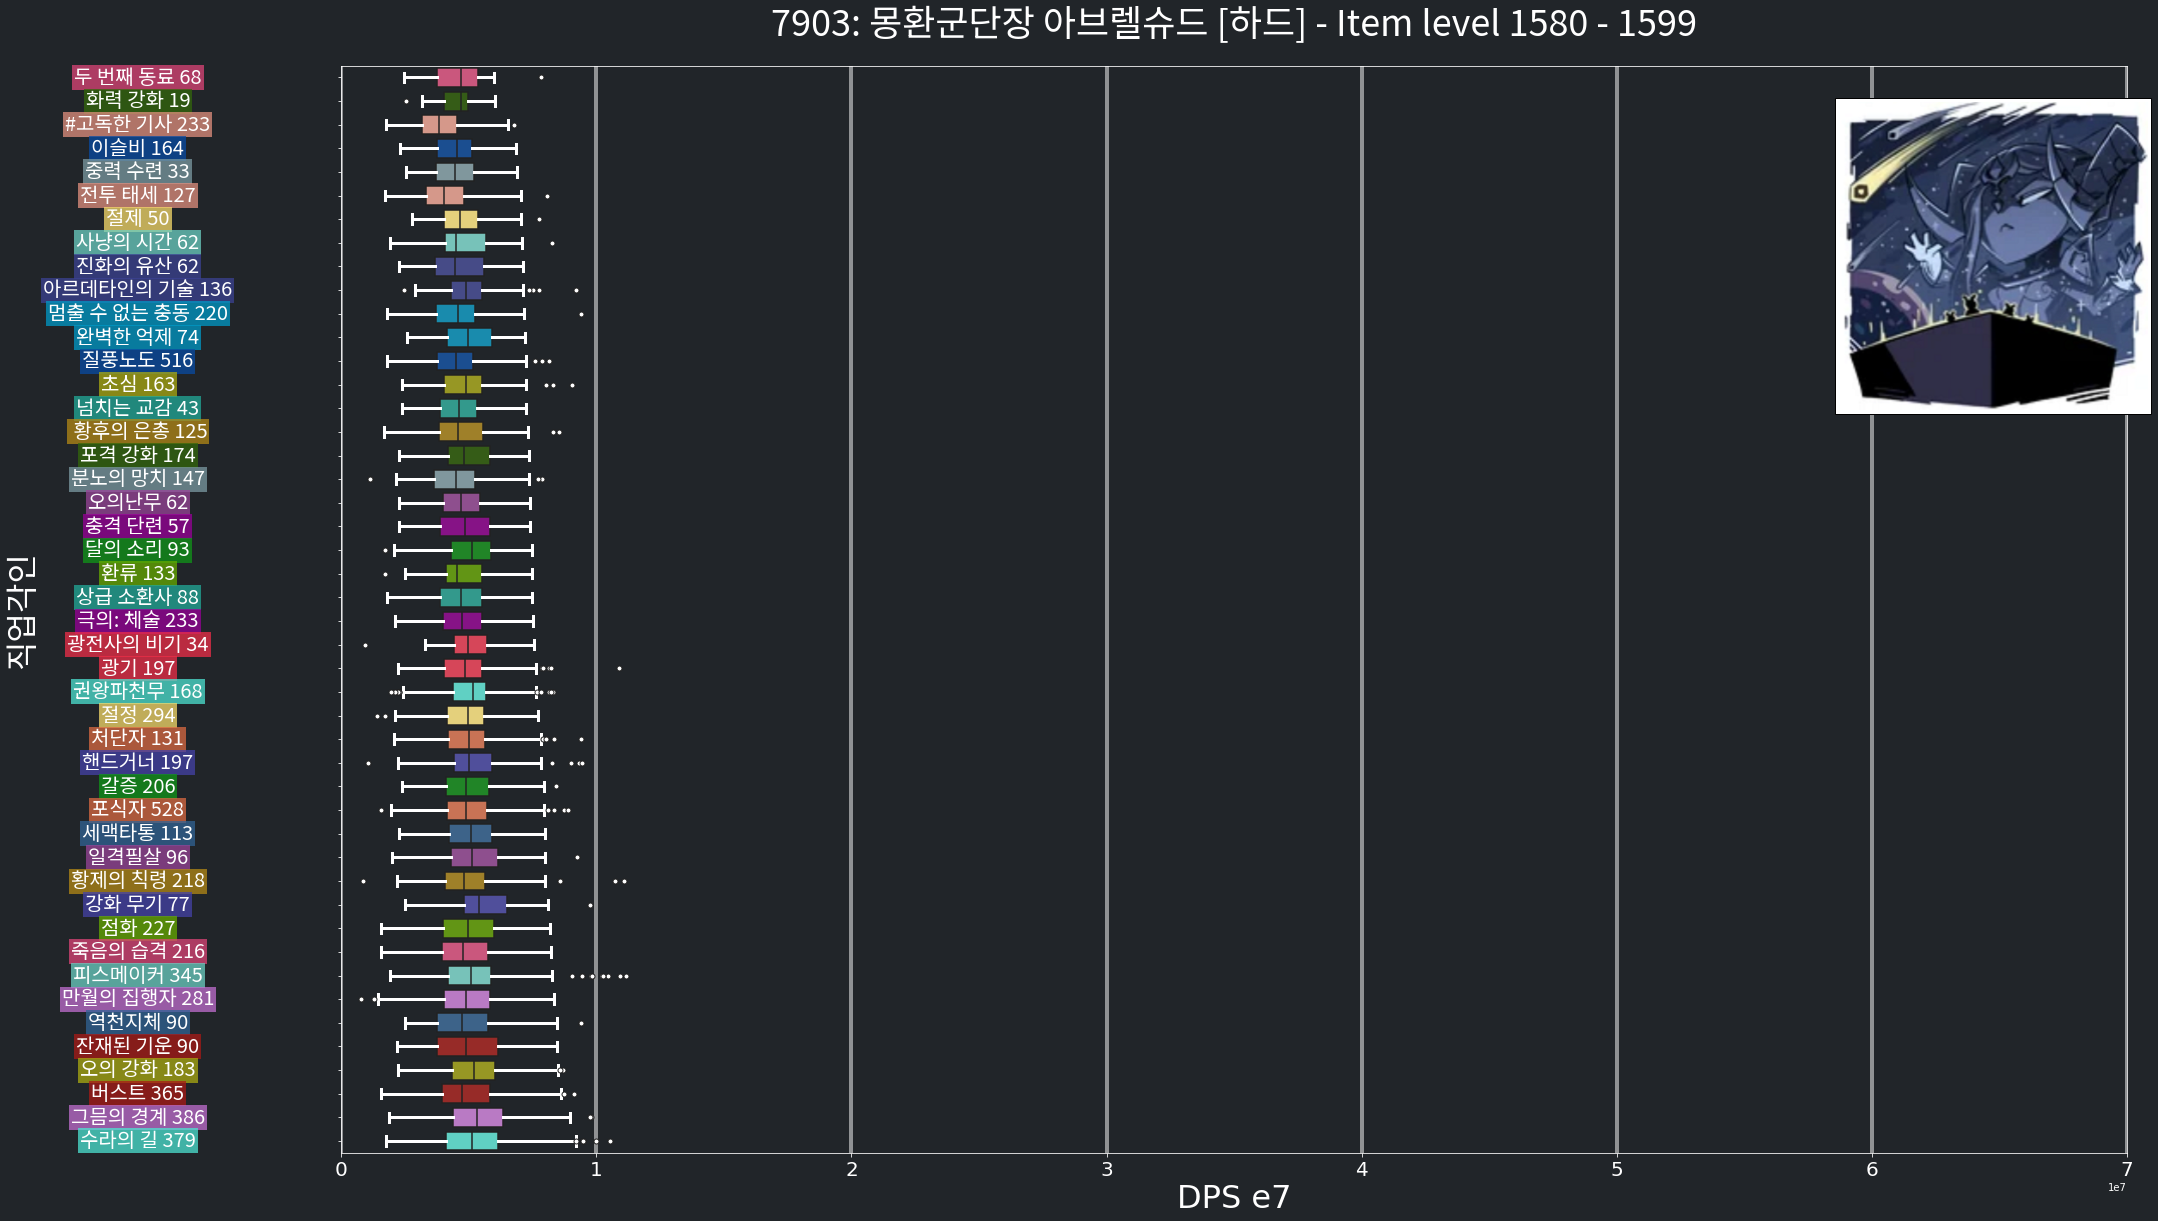 7903: 몽환군단장 아브렐슈드 [하드] - Item level 1580 - 1599
직업각인
두 번째 동료 68
화력 강화 19
#고독한 기사 233
이슬비 164
중력 수련 33
전투 태세 127
절제 50
사냥의 시간 62
진화의 유산 62
아르데타인의 기술 136
멈출 수 없는 충동 220
완벽한 억제 74
질풍노도 516
초심 163
넘치는 교감 43
황후의 은총 125
포격 강화 174
분노의 망치 147
오의난무 62
충격 단련 57
달의 소리 93
환류 133
상급 소환사 88
극의: 체술 233
광전사의 비기 34
광기 197
권왕파천무 168
절정 294
처단자 131
핸드거너 197
갈증 206
포식자 528
세맥타통 113
일격필살 96
황제의 칙령 218
강화 무기 77
점화 227
죽음의 습격 216
피스메이커 345
만월의 집행자 281
역천지체 90
잔재된 기운 90
오의 강화 183
버스트 365
그믐의 경계 386
수라의 길 379
0 1 2 3 4 5 6 7
1e7
DPS e7